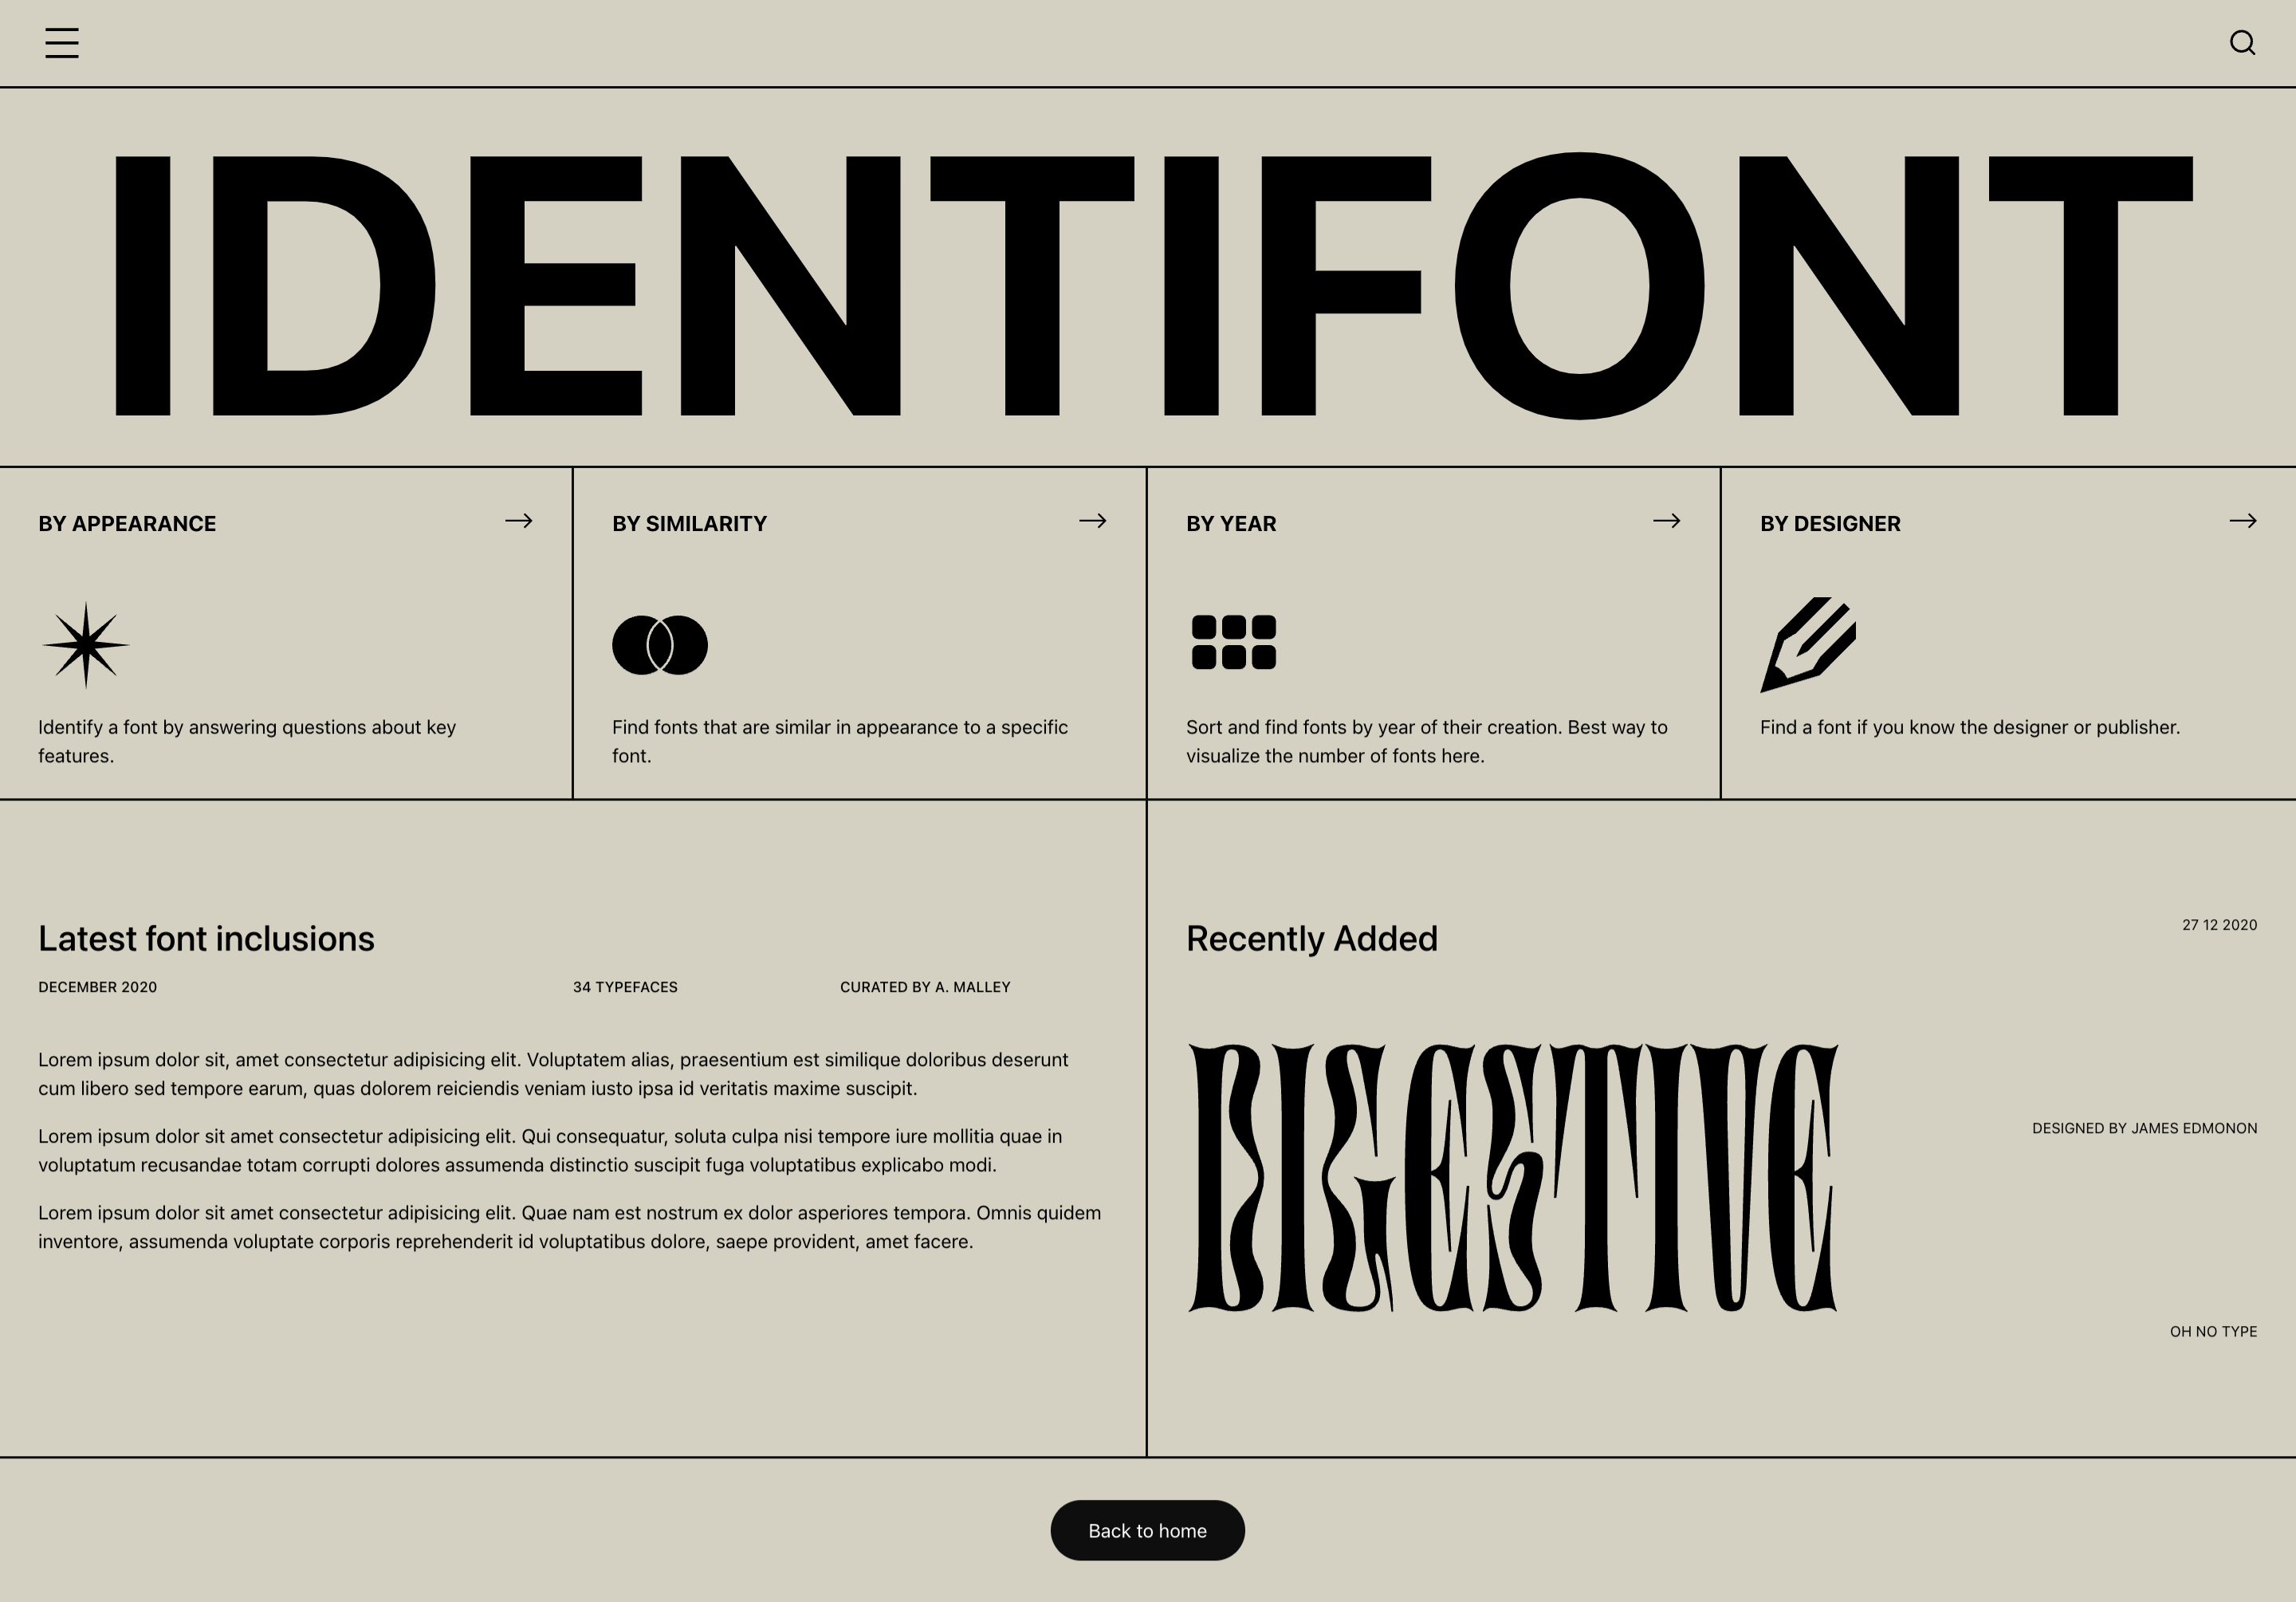 IDENTIFONT
BY APPEARANCE
Identify a font by answering questions about key
features.
BY SIMILARITY
Find fonts that are similar in appearance to a specific
font.
BY YEAR
Sort and find fonts by year of their creation. Best way to
visualize the number of fonts here.
BY DESIGNER
Find a font if you know the designer or publisher.
Latest font inclusions
DECEMBER 2020
34 TYPEFACES
CURATED BY A. MALLEY
Lorem ipsum dolor sit, amet consectetur adipisicing elit. Voluptatem alias, praesentium est similique doloribus deserunt
cum libero sed tempore earum, quas dolorem reiciendis veniam iusto ipsa id veritatis maxime suscipit.
Lorem ipsum dolor sit amet consectetur adipisicing elit. Qui consequatur, soluta culpa nisi tempore iure mollitia quae in
voluptatum recusandae totam corrupti dolores assumenda distinctio suscipit fuga voluptatibus explicabo modi.
Lorem ipsum dolor sit amet consectetur adipisicing elit. Quae nam est nostrum ex dolor asperiores tempora. Omnis quidem
inventore, assumenda voluptate corporis reprehenderit id voluptatibus dolore, saepe provident, amet facere.
Recently Added
27 12 2020
DIGESTIVE
DESIGNED BY JAMES EDMONON
OH NO TYPE
Back to home